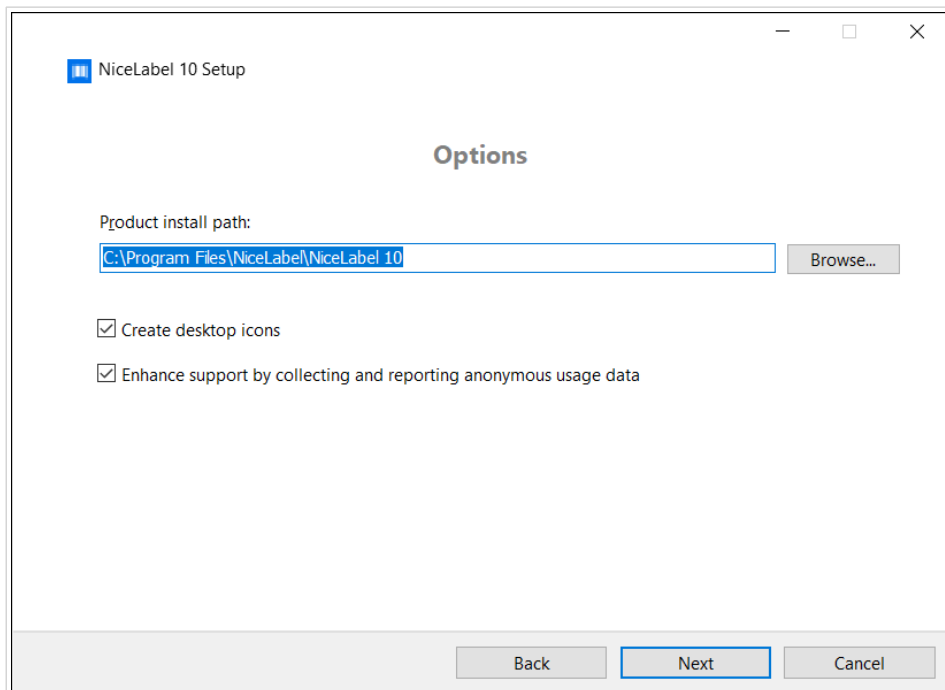 NiceLabel 10 Setup
Options
Product install path:
C:\Program Files\NiceLabel\NiceLabel 10
Browse...
Create desktop icons
Enhance support by collecting and reporting anonymous usage data
Back
Next
Cancel